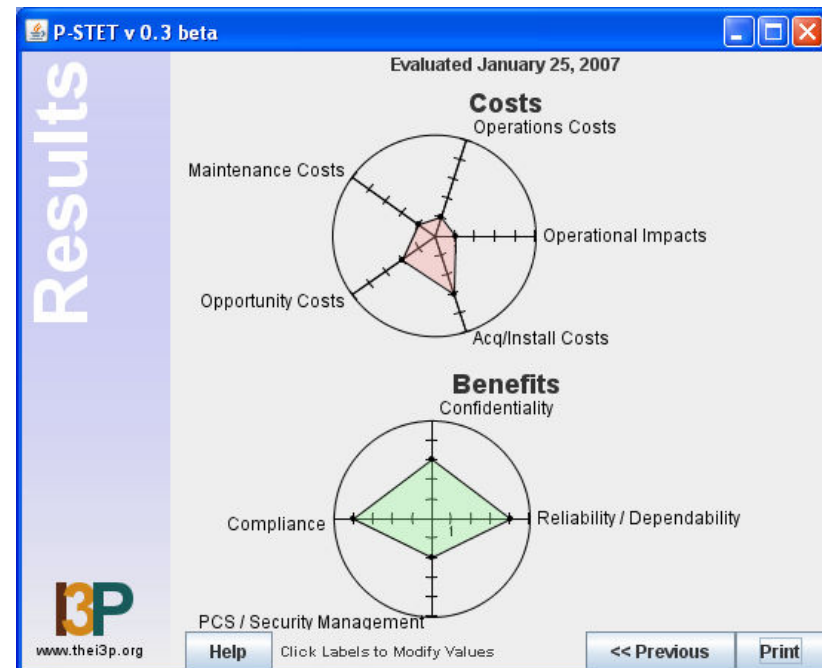 P-STET v 0.3 beta
Results
Evaluated January 25, 2007
Costs
Operations Costs
Maintenance Costs
Operational Impacts
Opportunity Costs
Acq/Install Costs
Benefits
Confidentiality
Compliance
1
Reliability / Dependability
PCS / Security Management
I3P
www.thei3p.org
Help
Click Labels to Modify Values
<< Previous
Print